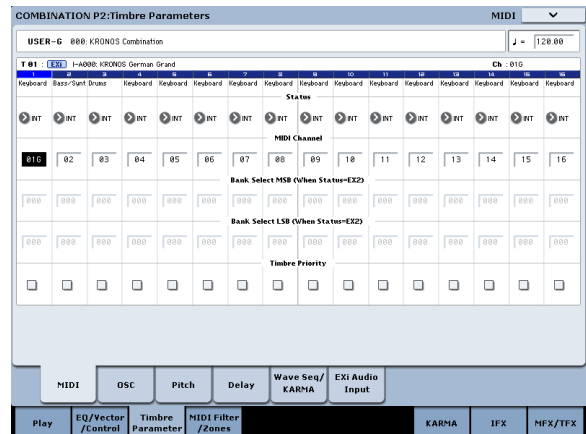 COMBINATION P2:Timbre Parameters MIDI
USER-G 000: KRONOS Combination ♩ = 120.00
T 01 : EXi I-A000: KRONOS German Grand Ch : 01G
1 2 3 4 5 6 7 8 9 10 11 12 13 14 15 16
Keyboard Bass/Synt Drums Keyboard Keyboard Keyboard Keyboard Keyboard Keyboard Keyboard Keyboard Keyboard Keyboard Keyboard Keyboard Keyboard
Status
INT INT INT INT INT INT INT INT INT INT INT INT INT INT INT INT
MIDI Channel
01G 02 03 04 05 06 07 08 09 10 11 12 13 14 15 16
Bank Select MSB (When Status=EX2)
000 000 000 000 000 000 000 000 000 000 000 000 000 000 000 000
Bank Select LSB (When Status=EX2)
000 000 000 000 000 000 000 000 000 000 000 000 000 000 000 000
Timbre Priority
MIDI OSC Pitch Delay Wave Seq/ KARMA EXi Audio Input
Play EQ/Vector /Control Timbre Parameter MIDI Filter /Zones KARMA IFX MFX/TFX